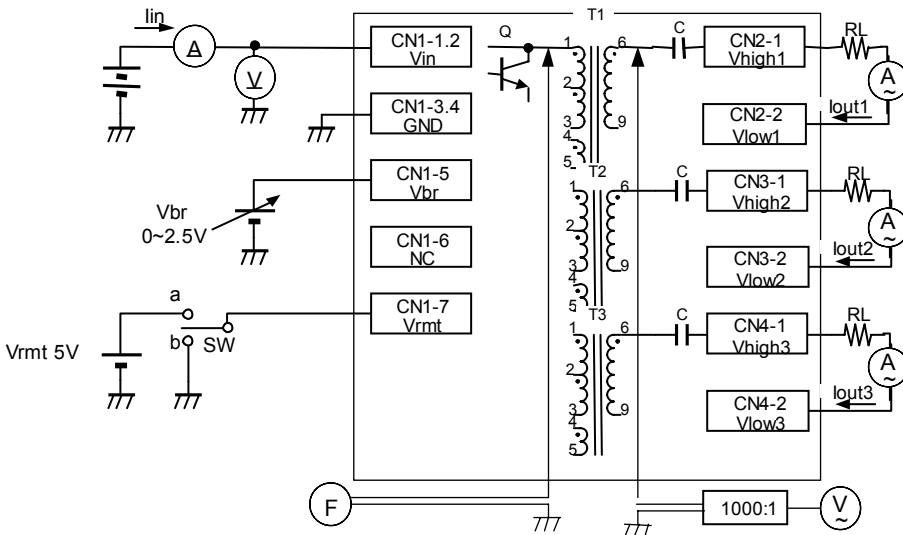 T1
Iin
A
V
CN1-1.2
Vin
CN1-3.4
GND
CN1-5
Vbr
Vbr
0~2.5V
CN1-6
NC
CN1-7
Vrmt
a
b
SW
Vrmt 5V
Q
1
2
3
4
5
6
9
C
CN2-1
Vhigh1
RL
A
~
Iout1
CN2-2
Vlow1
T2
1
2
3
4
5
6
9
C
CN3-1
Vhigh2
RL
A
~
Iout2
CN3-2
Vlow2
T3
1
2
3
4
5
6
9
C
CN4-1
Vhigh3
RL
A
~
Iout3
CN4-2
Vlow3
F
1000:1
V
~